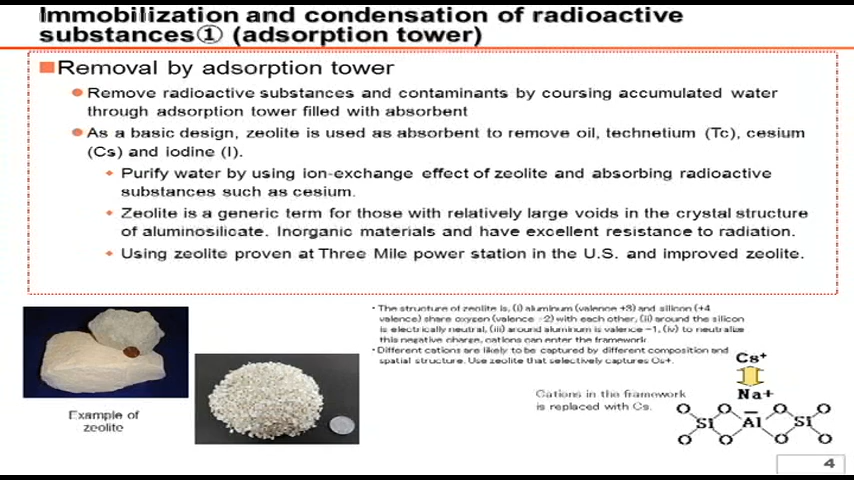 Immobilization and condensation of radioactive
substances① (adsorption tower)
Removal by adsorption tower
Remove radioactive substances and contaminants by coursing accumulated water
through adsorption tower filled with absorbent
As a basic design, zeolite is used as absorbent to remove oil, technetium (Tc), cesium
(Cs) and iodine (I).
Purify water by using ion-exchange effect of zeolite and absorbing radioactive
substances such as cesium.
Zeolite is a generic term for those with relatively large voids in the crystal structure
of aluminosilicate. Inorganic materials and have excellent resistance to radiation.
Using zeolite proven at Three Mile power station in the U.S. and improved zeolite.
・The structure of zeolite is, (i) aluminum (valence +3) and silicon (+4
valence) share oxygen (valence -2) with each other, (ii) around the silicon
is electrically neutral, (iii) around aluminum is valence -1, (iv) to neutralize
this negative charge, cations can enter the framework
・Different cations are likely to be captured by different composition and
spatial structure. Use zeolite that selectively captures Cs+.
Cs+
Na+
Cations in the framework
is replaced with Cs.
O O O O
Si Al Si
O O O O
Example of
zeolite
4